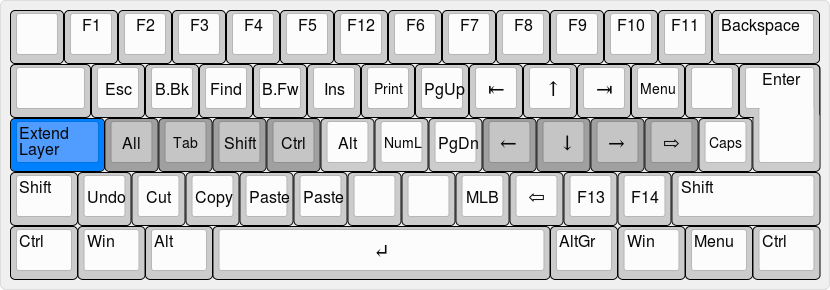 F1 F2 F3 F4 F5 F12 F6 F7 F8 F9 F10 F11 Backspace
Esc B.Bk Find B.Fw Ins Print PgUp ⇤ ↑ ⇥ Menu Enter
Extend
Layer
All Tab Shift Ctrl Alt NumL PgDn ← ↓ → ⇨ Caps
Shift Undo Cut Copy Paste Paste MLB ⇦ F13 F14 Shift
Ctrl Win Alt ↵ AltGr Win Menu Ctrl